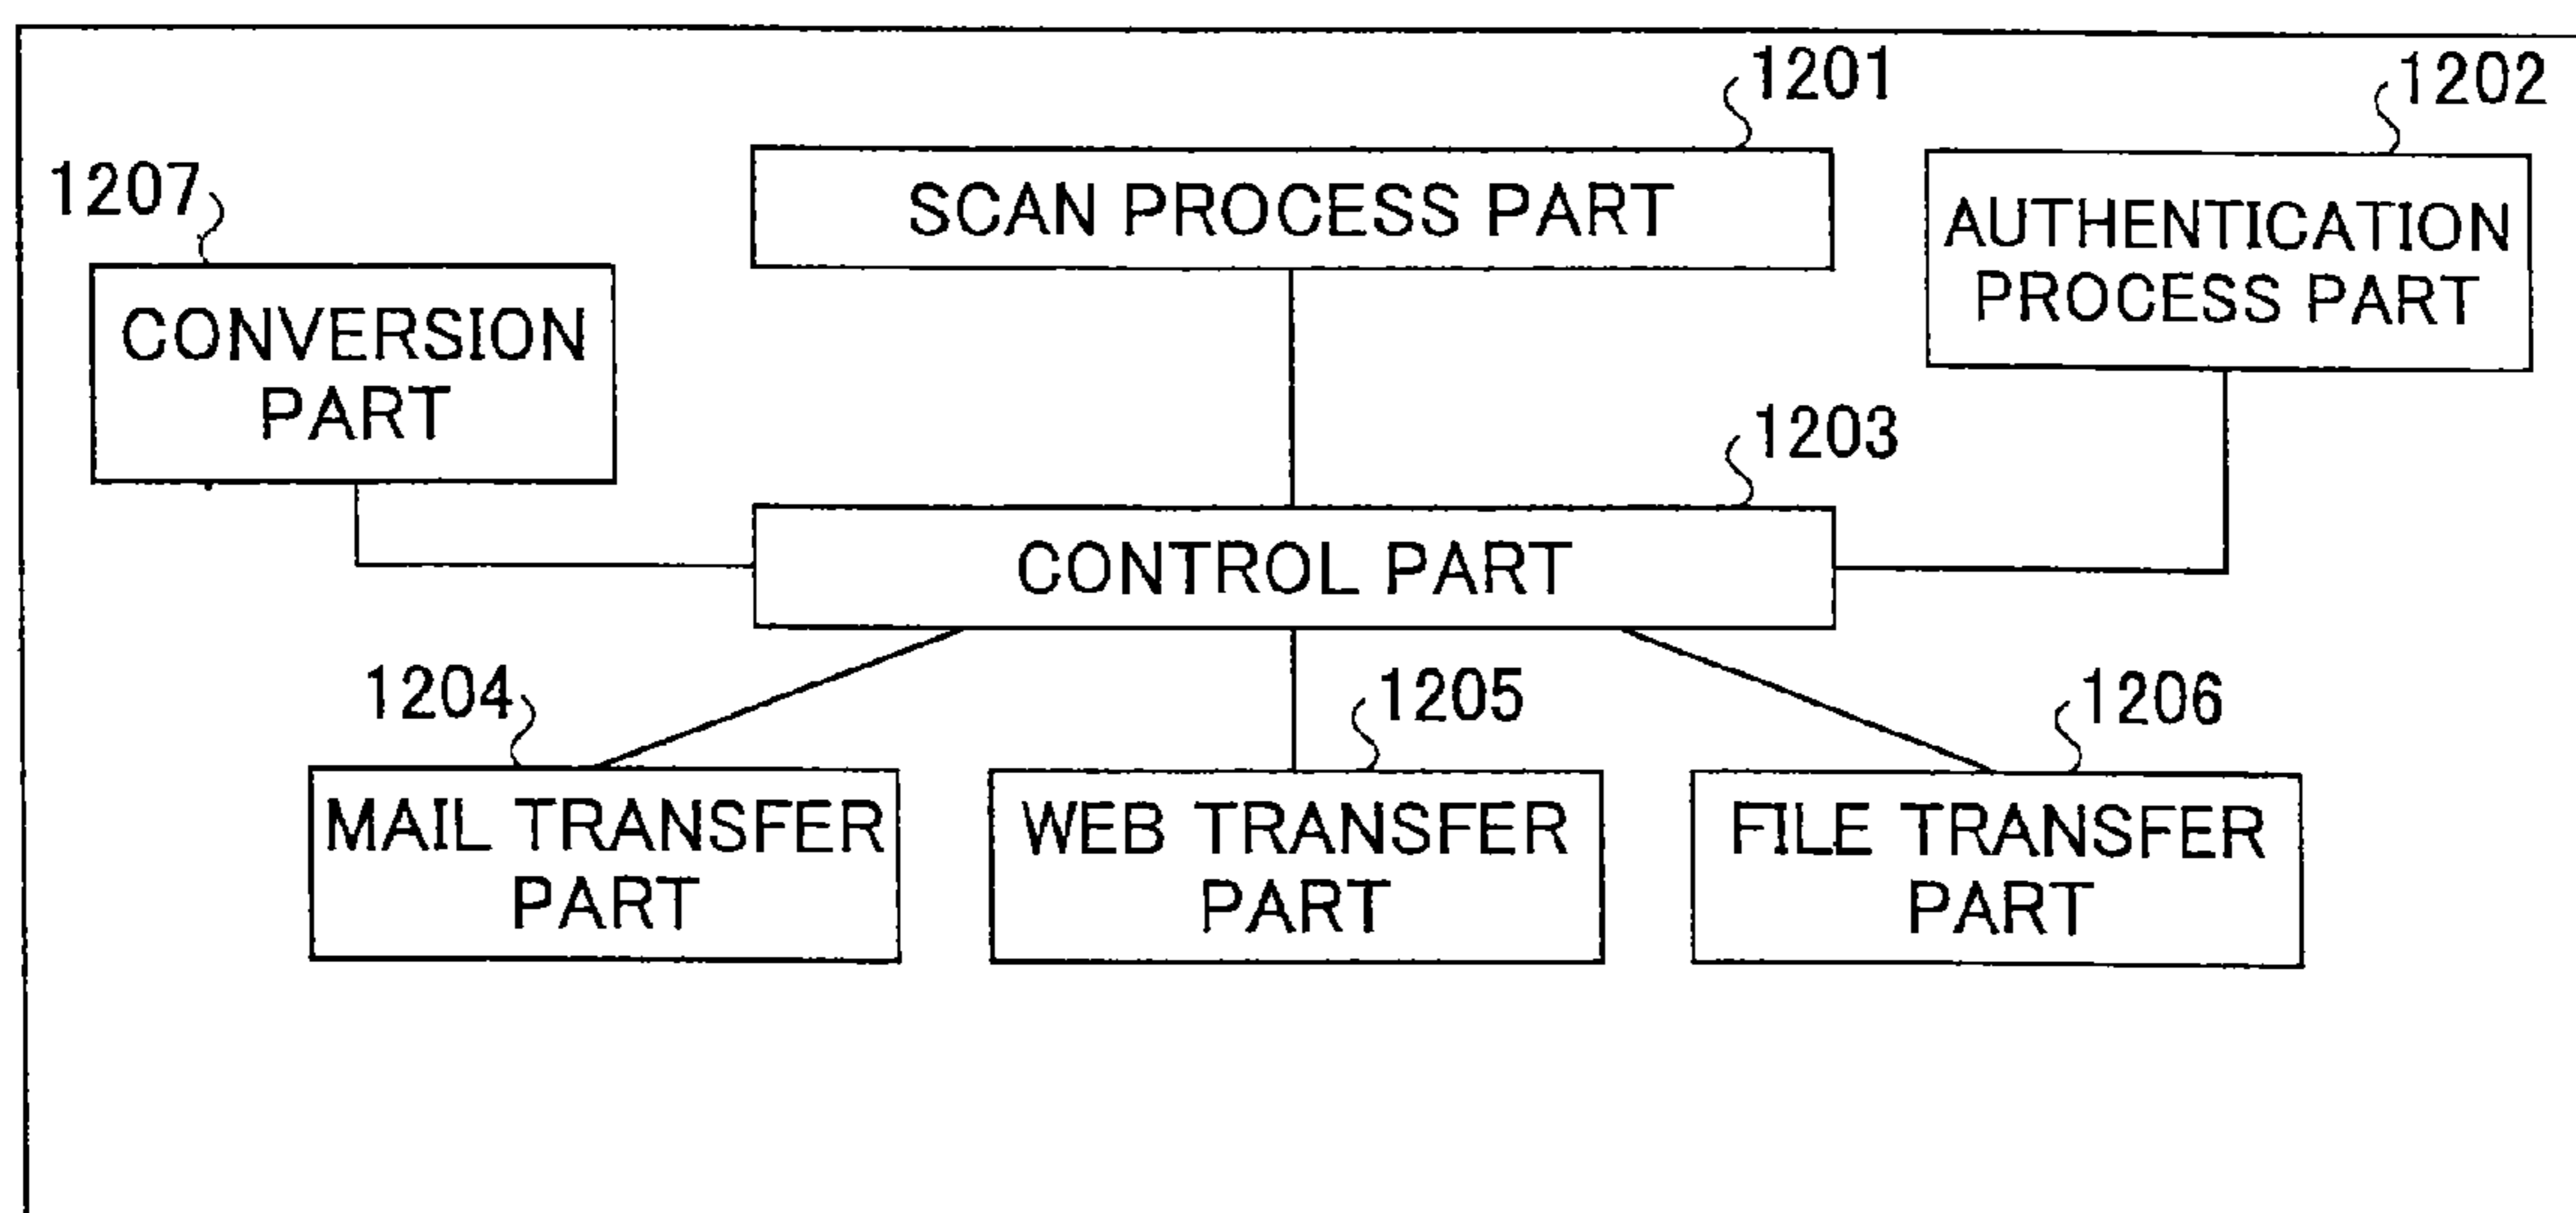 1201
1202
1207
SCAN PROCESS PART
AUTHENTICATION
PROCESS PART
CONVERSION
PART
1203
CONTROL PART
1204
1205
1206
MAIL TRANSFER
PART
WEB TRANSFER
PART
FILE TRANSFER
PART